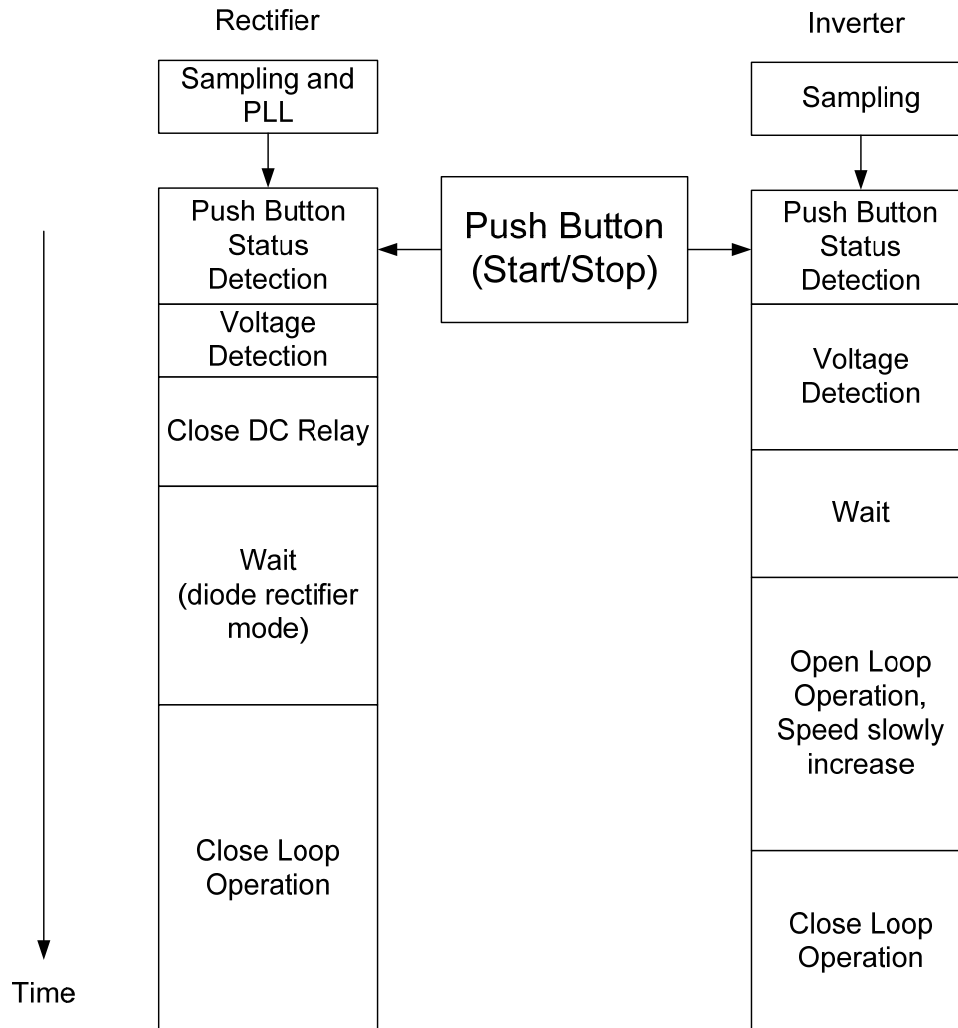 Rectifier
Sampling and
PLL
Push Button
Status
Detection
Voltage
Detection
Close DC Relay
Wait
(diode rectifier
mode)
Close Loop
Operation
Push Button
(Start/Stop)
Inverter
Sampling
Push Button
Status
Detection
Voltage
Detection
Wait
Open Loop
Operation,
Speed slowly
increase
Close Loop
Operation
Time